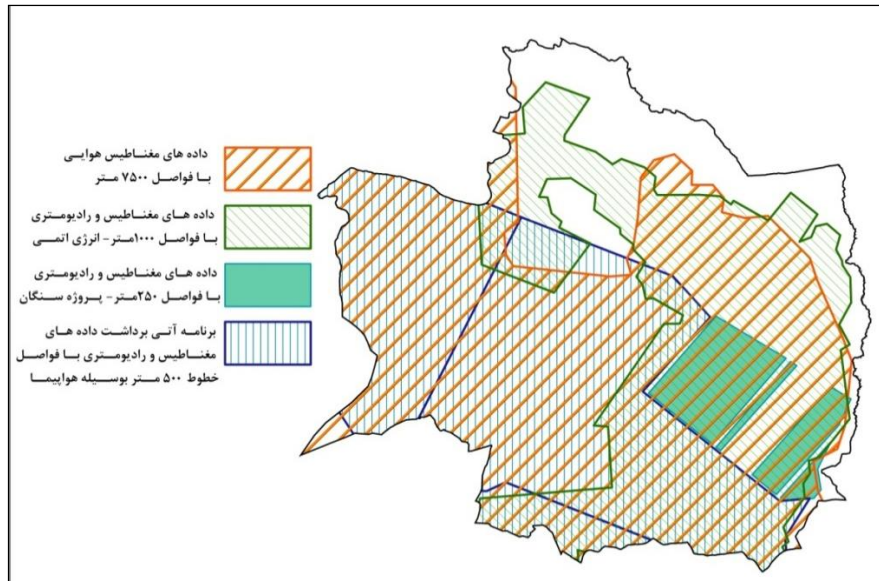 داده های مغناطیس هوایی
با فواصل ۷۵۰۰ متر
داده های مغناطیس و رادیومتری
با فواصل ۱۰۰۰متر- انرژی اتمی
داده های مغناطیس و رادیومتری
با فواصل ۲۵۰متر- پروژه سنگان
برنامه آتی برداشت داده های
مغناطیس و رادیومتری با فواصل
خطوط ۵۰۰ متر بوسیله هواپیما